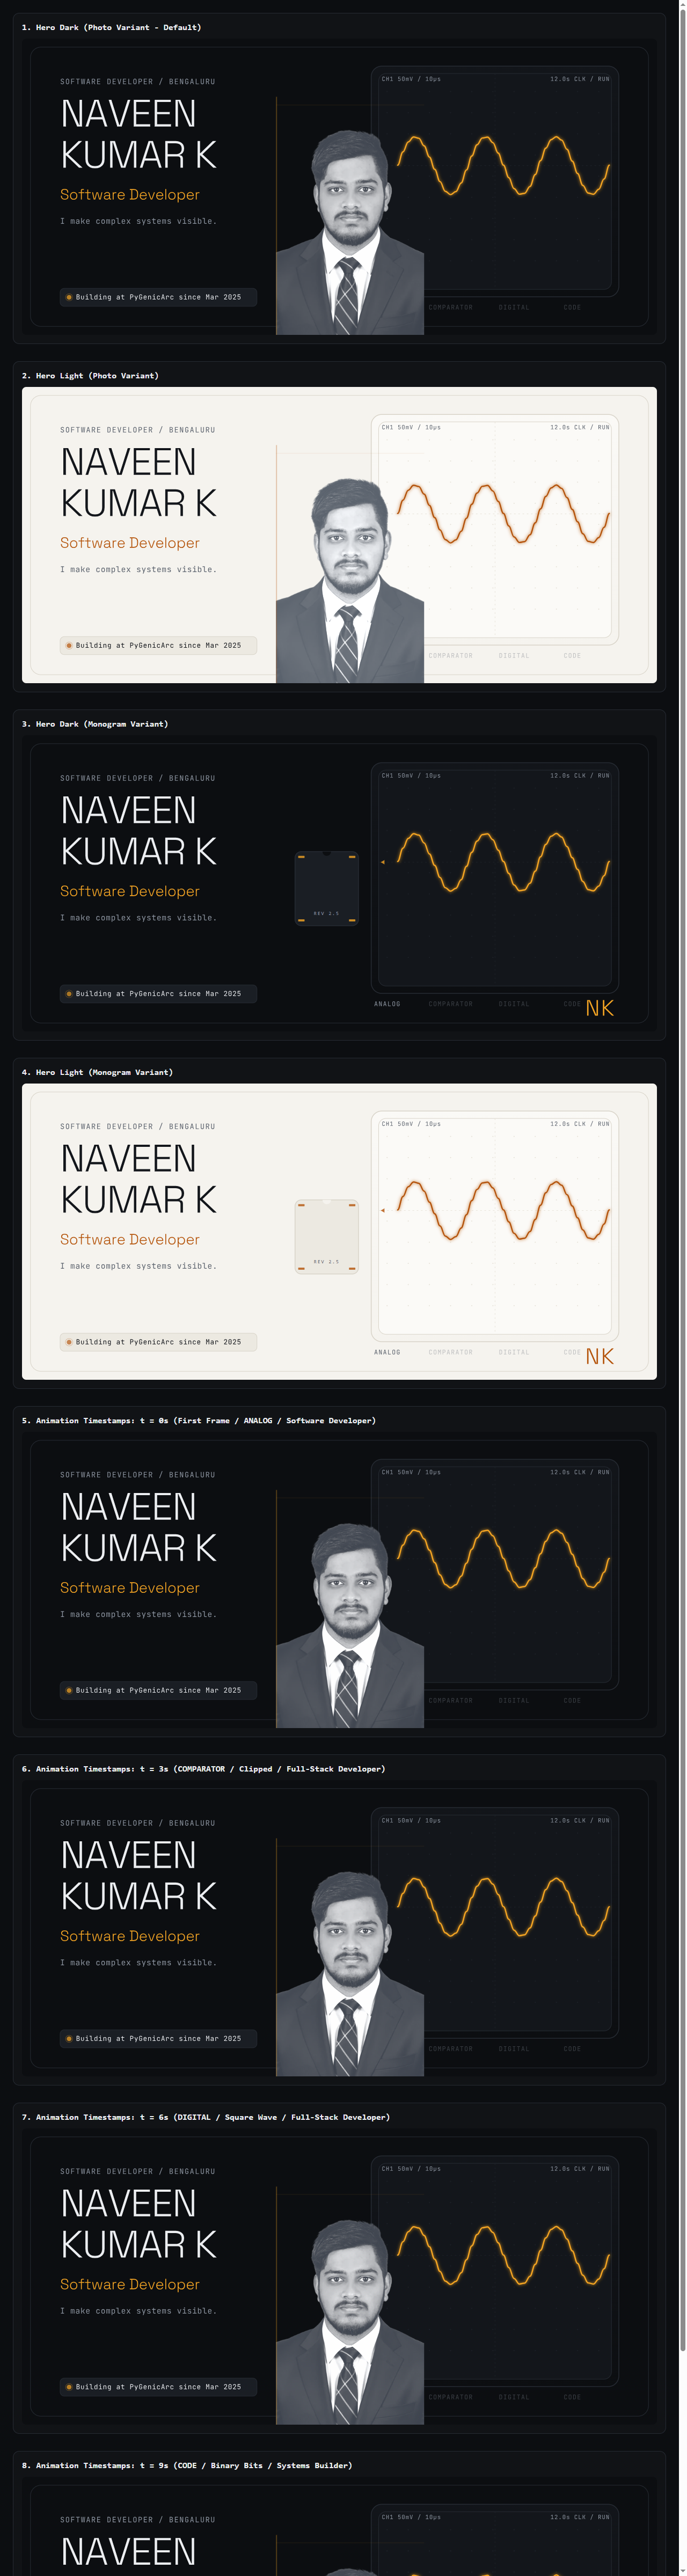 1. Hero Dark (Photo Variant - Default)
SOFTWARE DEVELOPER / BENGALURU
NAVEEN
KUMAR K
Software Developer
I make complex systems visible.
Building at PyGenicArc since Mar 2025
CH1 50mV / 10µs
12.0s CLK / RUN
COMPARATOR
DIGITAL
CODE
2. Hero Light (Photo Variant)
SOFTWARE DEVELOPER / BENGALURU
NAVEEN
KUMAR K
Software Developer
I make complex systems visible.
Building at PyGenicArc since Mar 2025
CH1 50mV / 10µs
12.0s CLK / RUN
COMPARATOR
DIGITAL
CODE
3. Hero Dark (Monogram Variant)
SOFTWARE DEVELOPER / BENGALURU
NAVEEN
KUMAR K
Software Developer
I make complex systems visible.
Building at PyGenicArc since Mar 2025
REV 2.5
CH1 50mV / 10µs
12.0s CLK / RUN
ANALOG
COMPARATOR
DIGITAL
CODE
NK
4. Hero Light (Monogram Variant)
SOFTWARE DEVELOPER / BENGALURU
NAVEEN
KUMAR K
Software Developer
I make complex systems visible.
Building at PyGenicArc since Mar 2025
REV 2.5
CH1 50mV / 10µs
12.0s CLK / RUN
ANALOG
COMPARATOR
DIGITAL
CODE
NK
5. Animation Timestamps: t = 0s (First Frame / ANALOG / Software Developer)
SOFTWARE DEVELOPER / BENGALURU
NAVEEN
KUMAR K
Software Developer
I make complex systems visible.
Building at PyGenicArc since Mar 2025
CH1 50mV / 10µs
12.0s CLK / RUN
COMPARATOR
DIGITAL
CODE
6. Animation Timestamps: t = 3s (COMPARATOR / Clipped / Full-Stack Developer)
SOFTWARE DEVELOPER / BENGALURU
NAVEEN
KUMAR K
Software Developer
I make complex systems visible.
Building at PyGenicArc since Mar 2025
CH1 50mV / 10µs
12.0s CLK / RUN
COMPARATOR
DIGITAL
CODE
7. Animation Timestamps: t = 6s (DIGITAL / Square Wave / Full-Stack Developer)
SOFTWARE DEVELOPER / BENGALURU
NAVEEN
KUMAR K
Software Developer
I make complex systems visible.
Building at PyGenicArc since Mar 2025
CH1 50mV / 10µs
12.0s CLK / RUN
COMPARATOR
DIGITAL
CODE
8. Animation Timestamps: t = 9s (CODE / Binary Bits / Systems Builder)
SOFTWARE DEVELOPER / BENGALURU
NAVEEN
CH1 50mV / 10µs
12.0s CLK / RUN